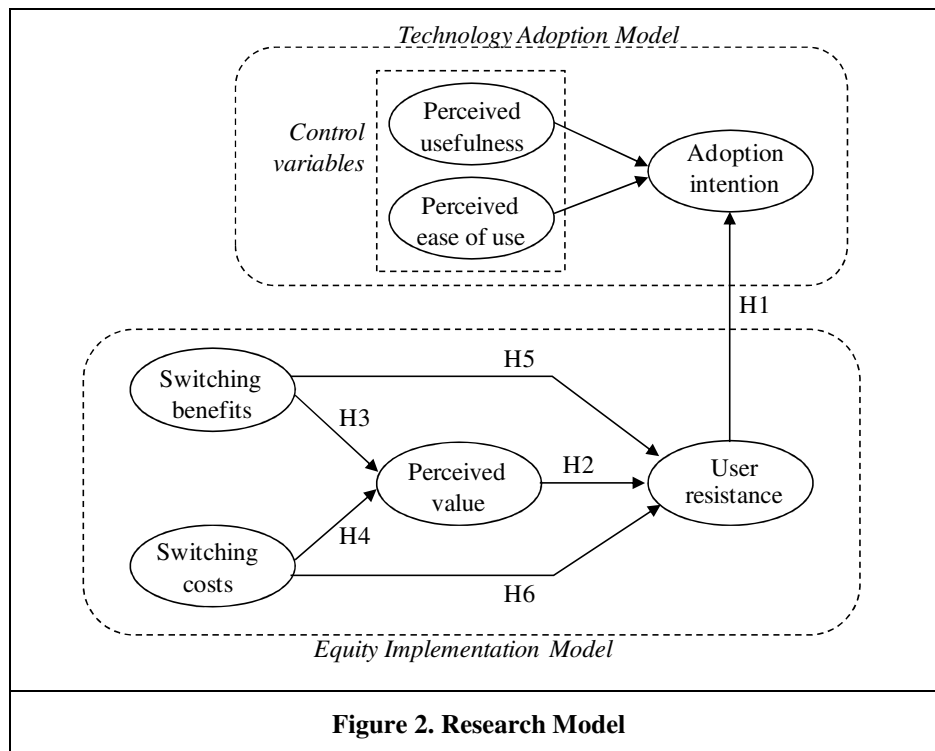 Technology Adoption Model
Control
variables
Perceived
usefulness
Perceived
ease of use
Adoption
intention
H1
Switching
benefits
H5
H3
Perceived
value
H2
User
resistance
H4
Switching
costs
H6
Equity Implementation Model
Figure 2. Research Model